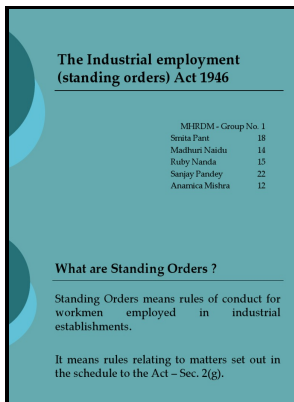 The Industrial employment
(standing orders) Act 1946
MHRDM - Group No. 1
Smita Pant 18
Madhuri Naidu 14
Ruby Nanda 15
Sanjay Pandey 22
Anamica Mishra 12
What are Standing Orders ?
Standing Orders means rules of conduct for
workmen employed in industrial
establishments.
It means rules relating to matters set out in
the schedule to the Act – Sec. 2(g).